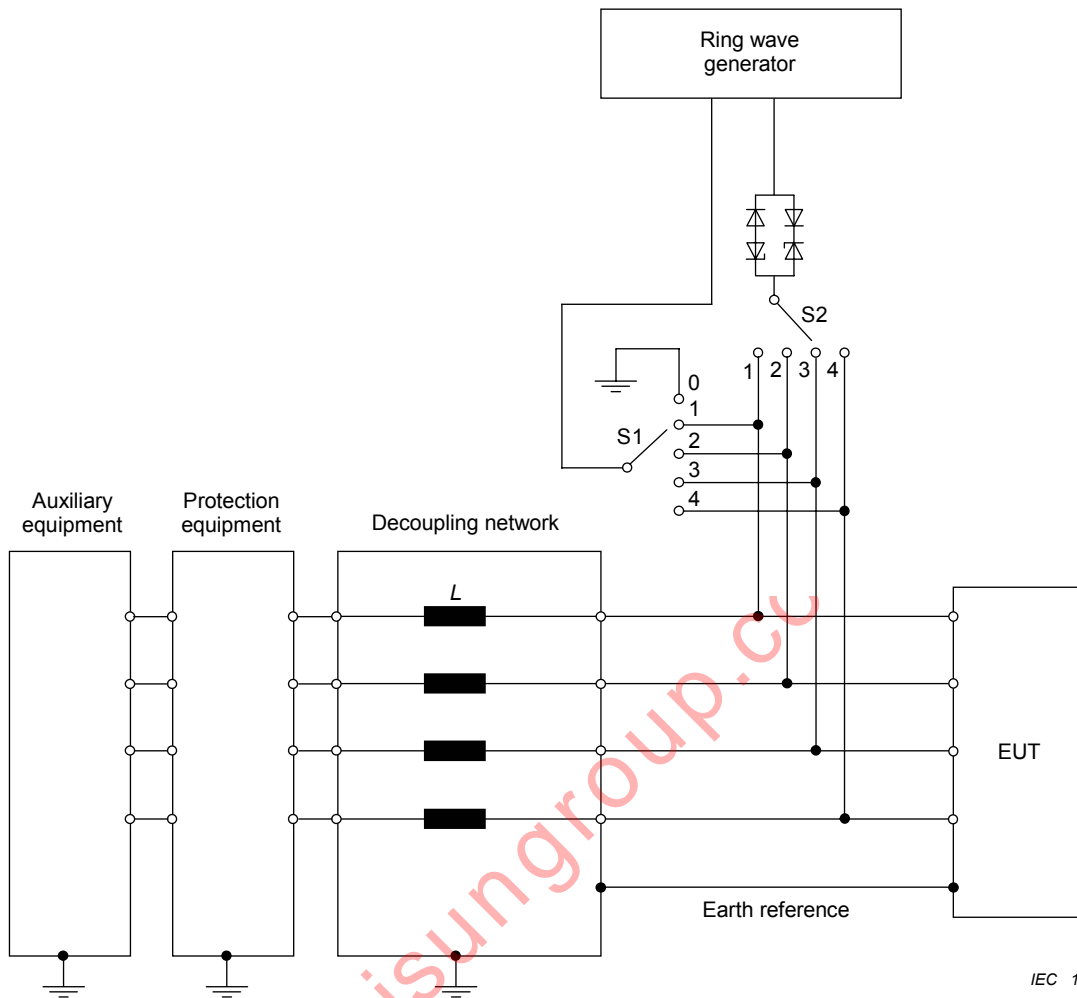 Ring wave
generator
S2
1 2 3 4
0
1
S1
2
3
4
Auxiliary
equipment
Protection
equipment
Decoupling network
L
EUT
Earth reference
isungroup.cc
IEC 1